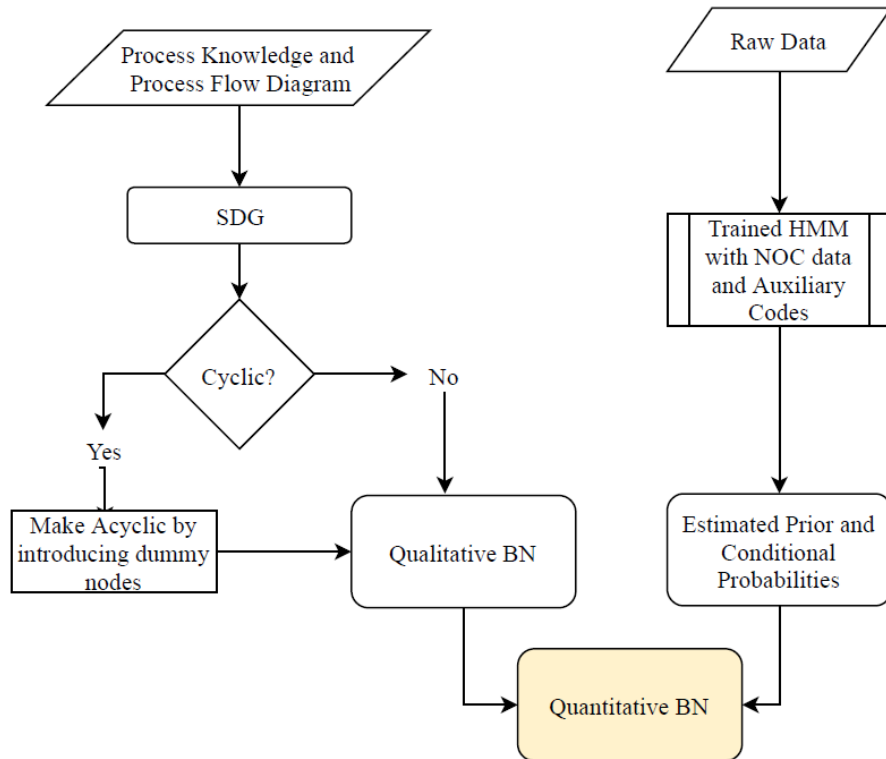 Process Knowledge and
Process Flow Diagram
Raw Data
SDG
Trained HMM
with NOC data
and Auxiliary
Codes
Cyclic?
No
Yes
Make Acyclic by
introducing dummy
nodes
Qualitative BN
Estimated Prior and
Conditional
Probabilities
Quantitative BN